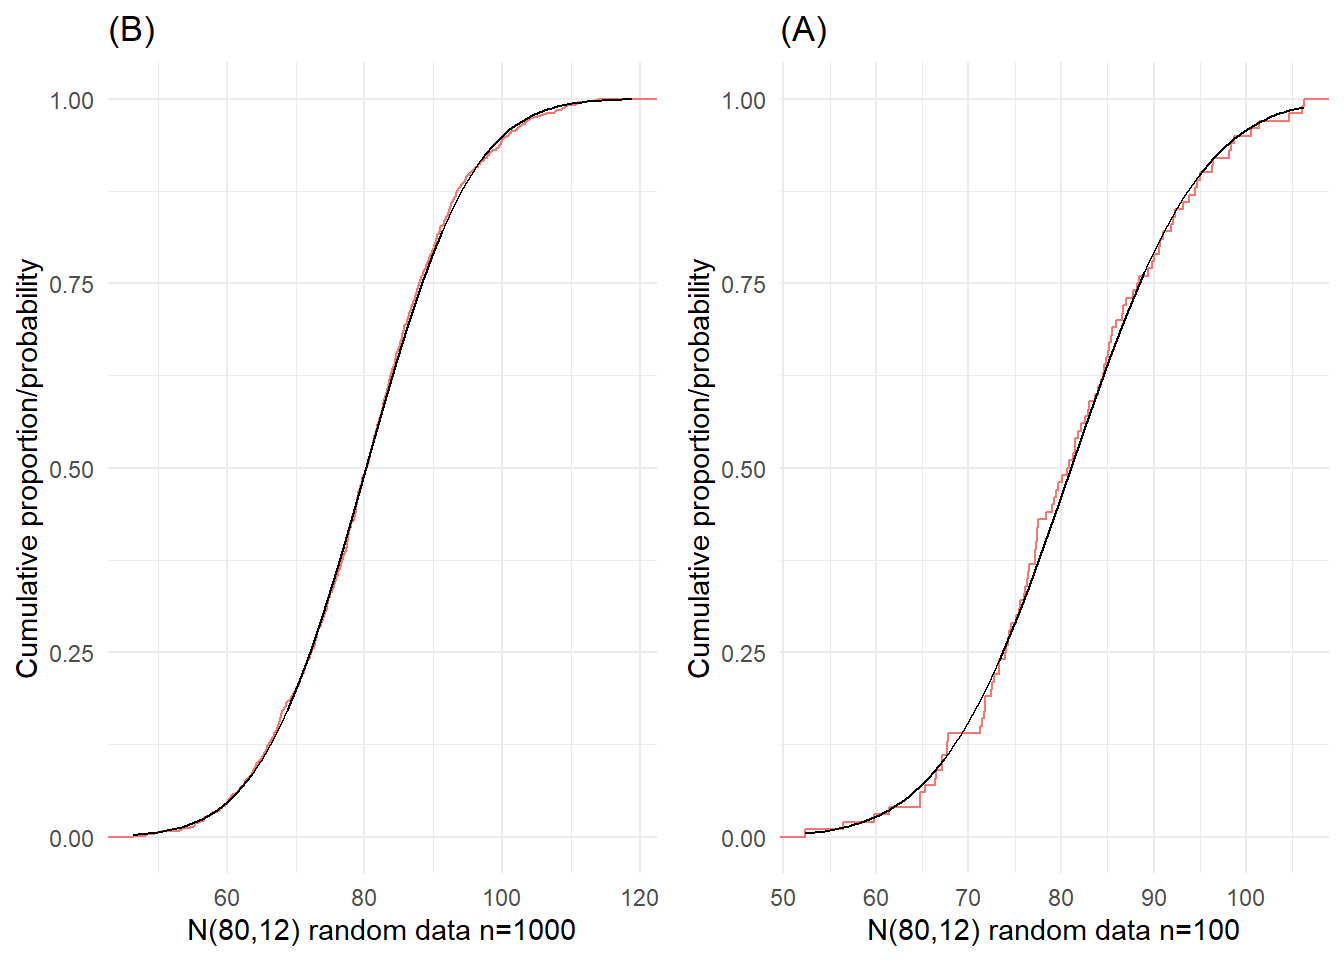 (B)
Cumulative proportion/probability
1.00
0.75
0.50
0.25
0.00
60 80 100 120
N(80,12) random data n=1000
(A)
Cumulative proportion/probability
1.00
0.75
0.50
0.25
0.00
50 60 70 80 90 100
N(80,12) random data n=100